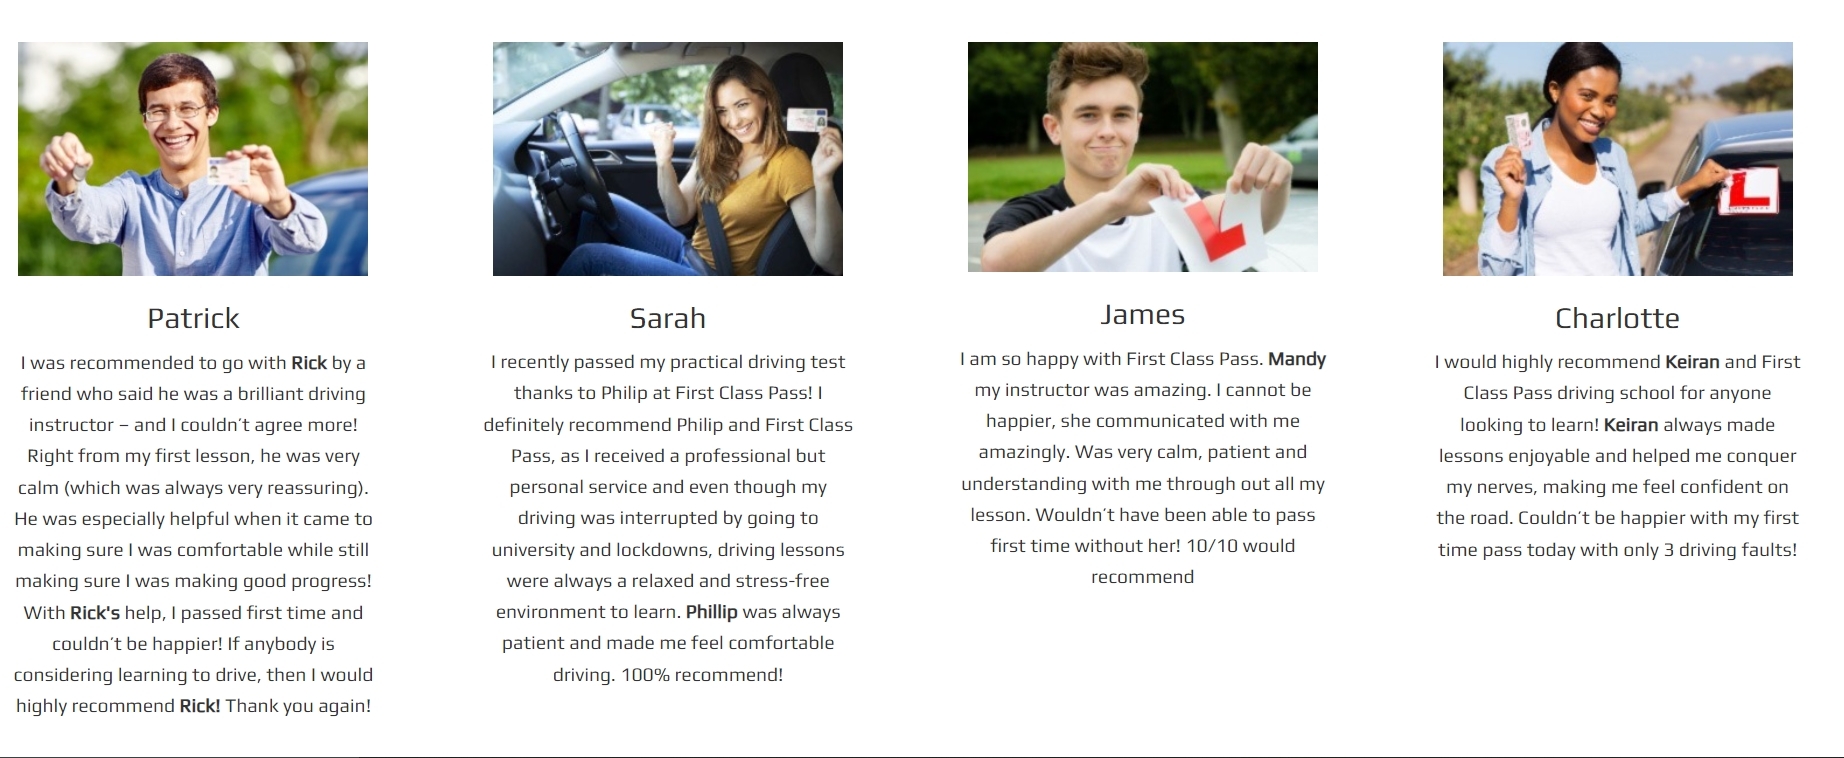 Patrick
I was recommended to go with Rick by a
friend who said he was a brilliant driving
instructor – and I couldn't agree more!
Right from my first lesson, he was very
calm (which was always very reassuring).
He was especially helpful when it came to
making sure I was comfortable while still
making sure I was making good progress!
With Rick's help, I passed first time and
couldn't be happier! If anybody is
considering learning to drive, then I would
highly recommend Rick! Thank you again!
Sarah
I recently passed my practical driving test
thanks to Philip at First Class Pass! I
definitely recommend Philip and First Class
Pass, as I received a professional but
personal service and even though my
driving was interrupted by going to
university and lockdowns, driving lessons
were always a relaxed and stress-free
environment to learn. Phillip was always
patient and made me feel comfortable
driving. 100% recommend!
James
I am so happy with First Class Pass. Mandy
my instructor was amazing. I cannot be
happier, she communicated with me
amazingly. Was very calm, patient and
understanding with me through out all my
lesson. Wouldn't have been able to pass
first time without her! 10/10 would
recommend
Charlotte
I would highly recommend Keiran and First
Class Pass driving school for anyone
looking to learn! Keiran always made
lessons enjoyable and helped me conquer
my nerves, making me feel confident on
the road. Couldn't be happier with my first
time pass today with only 3 driving faults!
L
L